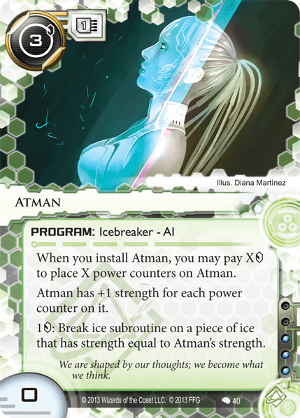 3
1
Illus. Diana Martinez
ATMAN
PROGRAM: Icebreaker - AI
When you install Atman, you may pay X
to place X power counters on Atman.
Atman has +1 strength for each power
counter on it.
1: Break ice subroutine on a piece of ice
that has strength equal to Atman's strength.
We are shaped by our thoughts; we become what
we think.
0
© 2013 Wizards of the Coast LLC. © 2013 FFG
40